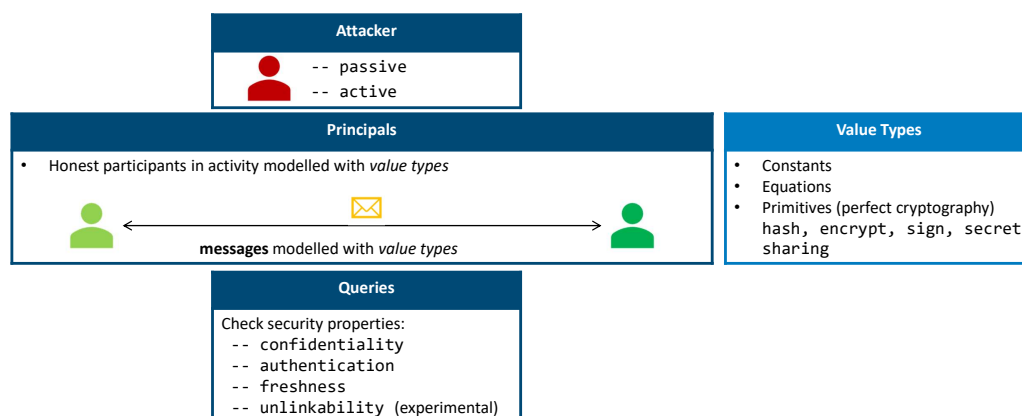 Attacker
-- passive
-- active
Principals
• Honest participants in activity modelled with value types
messages modelled with value types
Value Types
• Constants
• Equations
• Primitives (perfect cryptography)
hash, encrypt, sign, secret
sharing
Queries
Check security properties:
-- confidentiality
-- authentication
-- freshness
-- unlinkability (experimental)